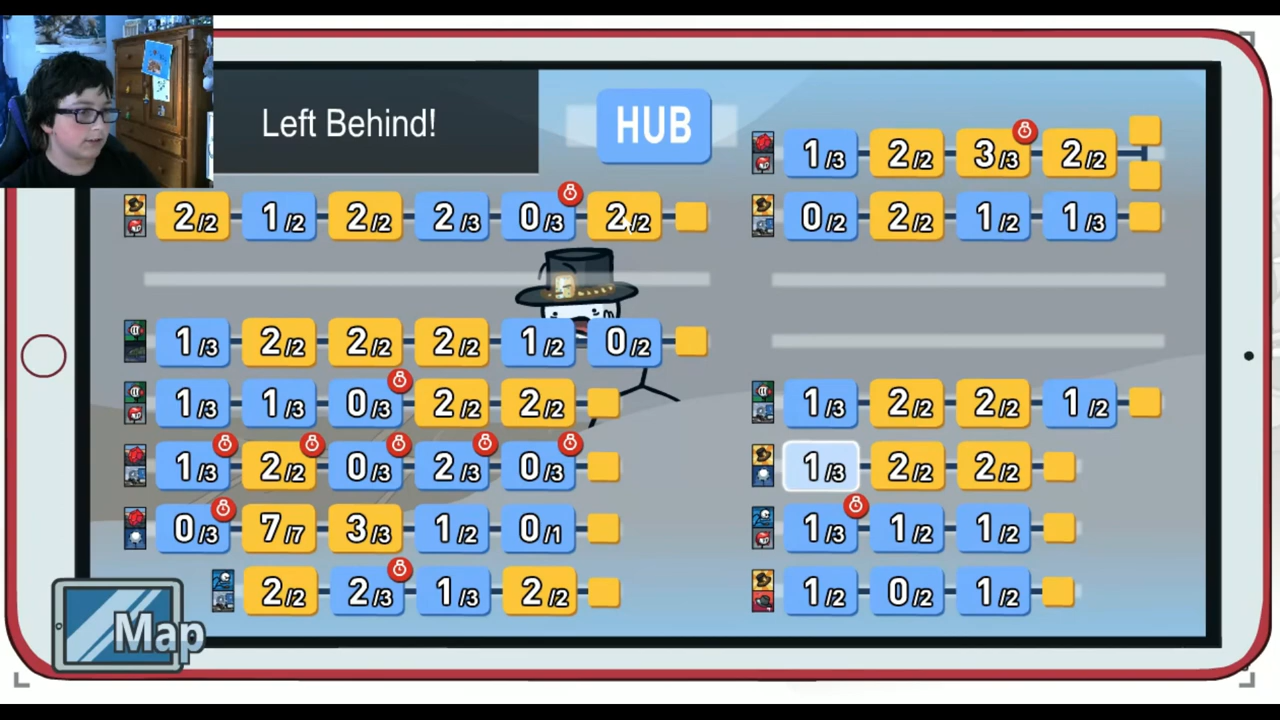 Left Behind!
HUB
1/3 2/2 3/3 2/2
2/2 1/2 2/2 2/3 0/3 2/2
0/2 2/2 1/2 1/3
1/3 2/2 2/2 2/2 1/2 0/2
1/3 1/3 0/3 2/2 2/2
1/3 2/2 2/2 1/2
1/3 2/2 0/3 2/3 0/3
1/3 2/2 2/2
0/3 7/7 3/3 1/2 0/1
1/3 1/2 1/2
2/2 2/3 1/3 2/2
1/2 0/2 1/2
Map